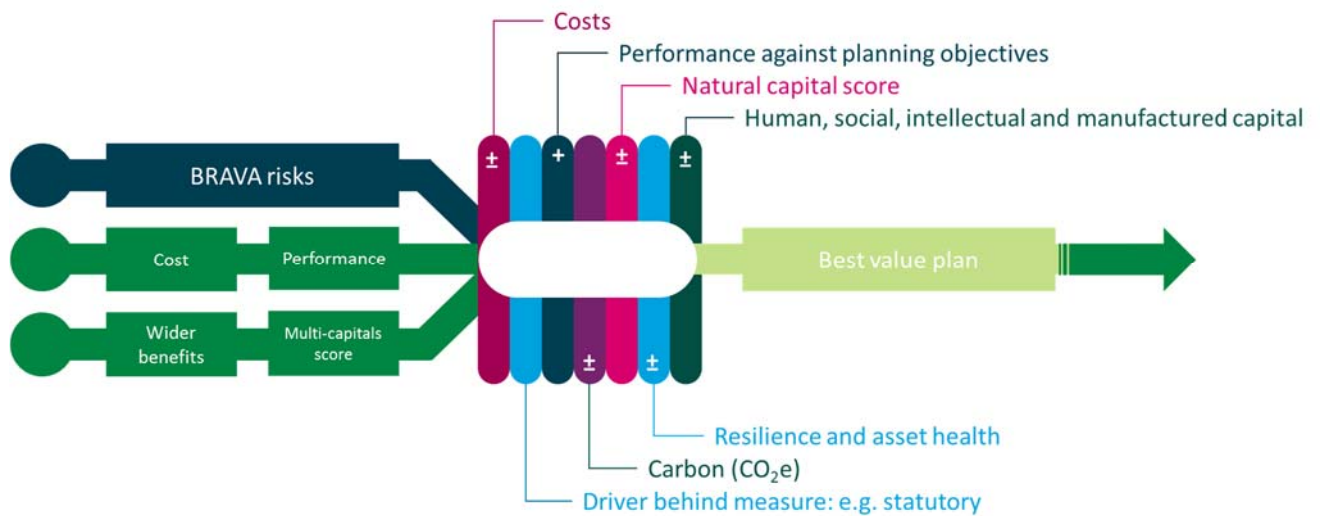 Costs
Performance against planning objectives
Natural capital score
Human, social, intellectual and manufactured capital
± + ± ±
BRAVA risks
Cost
Performance
Best value plan
Wider
benefits
Multi-capitals
score
± ±
Resilience and asset health
Carbon (CO₂e)
Driver behind measure: e.g. statutory